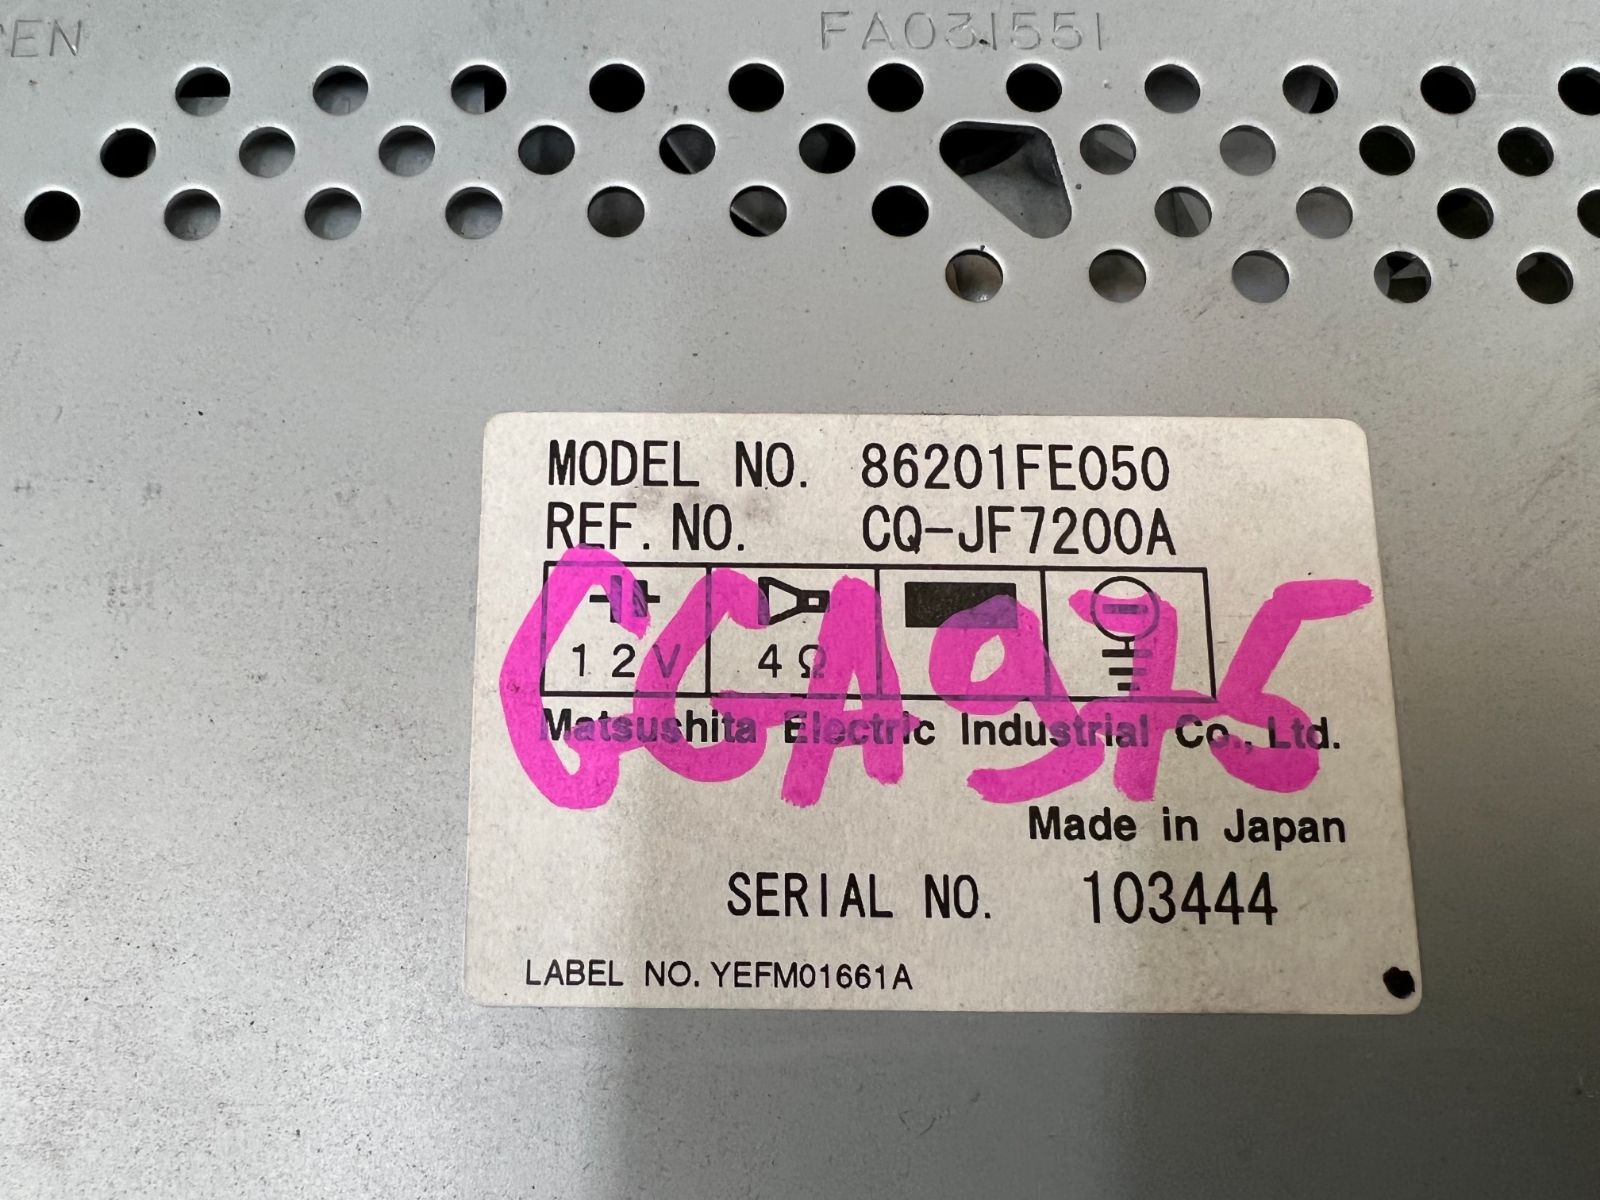 FA031551
MODEL NO. 86201FE050
REF. NO. CQ-JF7200A
12V 4Ω
Matsushita Electric Industrial Co., Ltd.
Made in Japan
SERIAL NO. 103444
LABEL NO. YEFM01661A